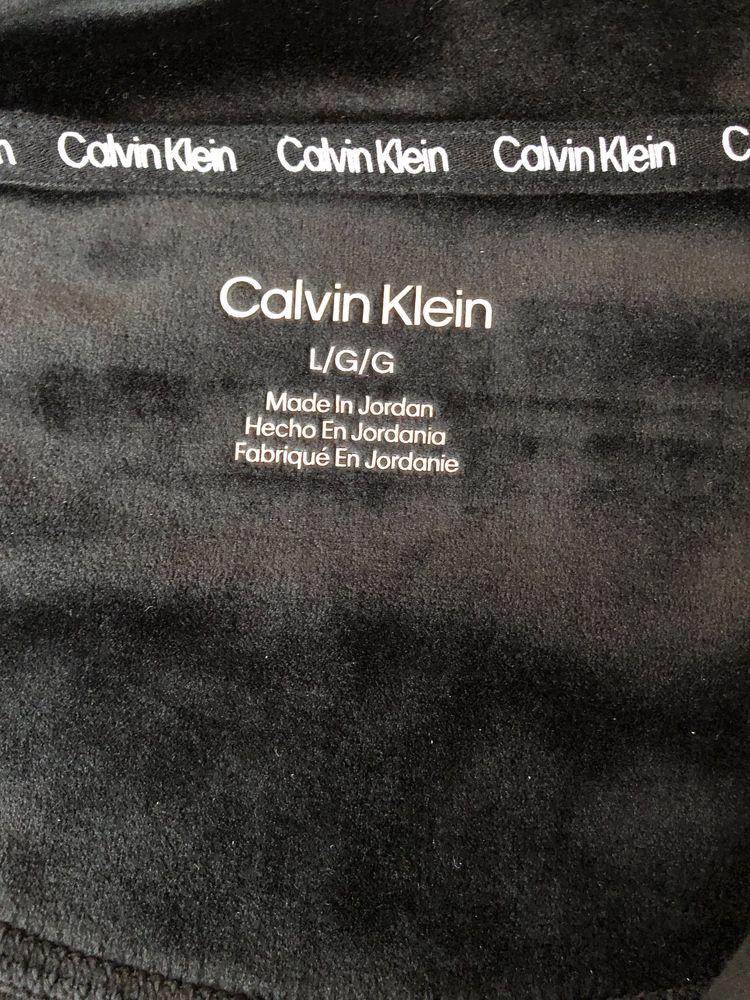 n Calvin Klein Calvin Klein Calvin Klein C
Calvin Klein
L/G/G
Made In Jordan
Hecho En Jordania
Fabriqué En Jordanie